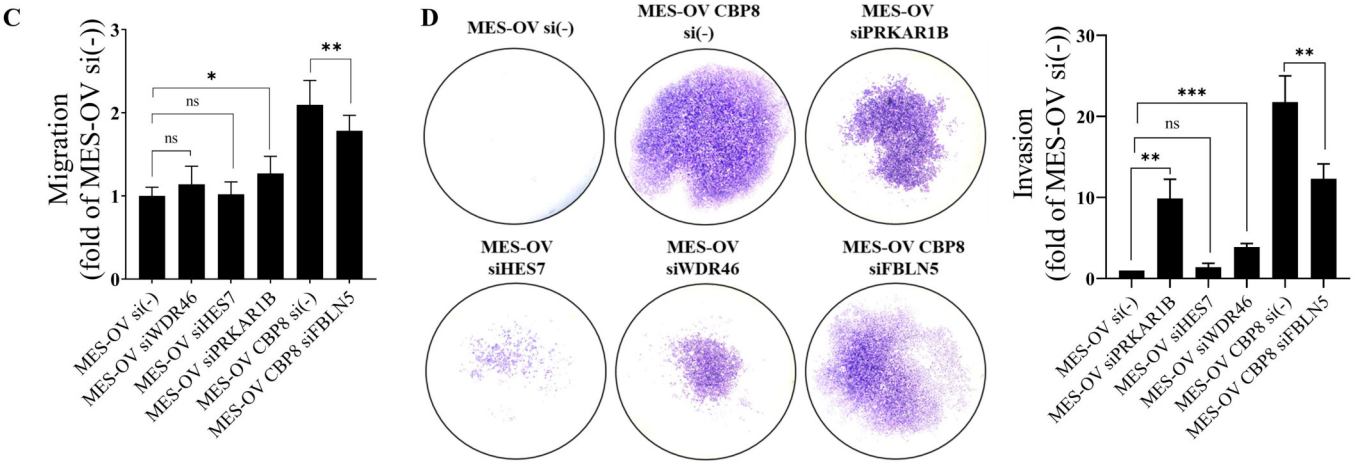 C
Migration
(fold of MES-OV si(-)
3
2
1
0
ns
ns
*
**
MES-OV si(-)
MES-OV siWDR46
MES-OV siHES7
MES-OV siPRKAR1B
MES-OV CBP8 si(-)
MES-OV CBP8 siFBLN5
D
MES-OV si(-)
MES-OV CBP8
si(-)
MES-OV
siPRKAR1B
MES-OV
siHES7
MES-OV
siWDR46
MES-OV CBP8
siFBLN5
Invasion
(fold of MES-OV si(-))
30
20
10
0
**
ns
***
**
MES-OV si(-)
MES-OV siPRKAR1B
MES-OV siHES7
MES-OV siWDR46
MES-OV CBP8 si(-)
MES-OV CBP8 siFBLN5